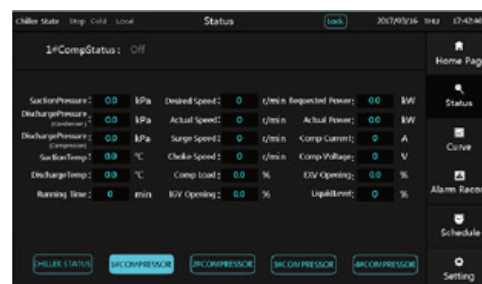 Chiller State Stop Cold Local Status Lock 2017/03/16 THU 17:42:40
1#CompStatus: Off
Home Pag
SuctionPressure: 0.0 kPa Desired Speed: 0 r/min Requested Power: 0.0 kW
Status
DischargePressure: 0.0 kPa Actual Speed: 0 r/min Actual Power: 0.0 kW
(Condenser)
DischargePressure: 0.0 kPa Surge Speed: 0 r/min Comp Current: 0 A
(Compressor)
Curve
SuctionTemp: 0.0 °C Choke Speed: 0 r/min Comp Voltage: 0 V
DischargeTemp: 0.0 °C Comp Load: 0.0 % EXV Opening: 0.0 %
Alarm Recor
Running Time: 0 min IGV Opening: 0.0 % LiquidLevel: 0 %
Schedule
CHILLER STATUS 1#COMPRESSOR 2#COMPRESSOR 3#COMPRESSOR 4#COMPRESSOR
Setting